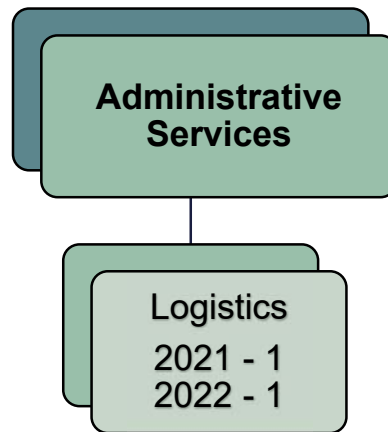 Administrative
Services
Logistics
2021 - 1
2022 - 1